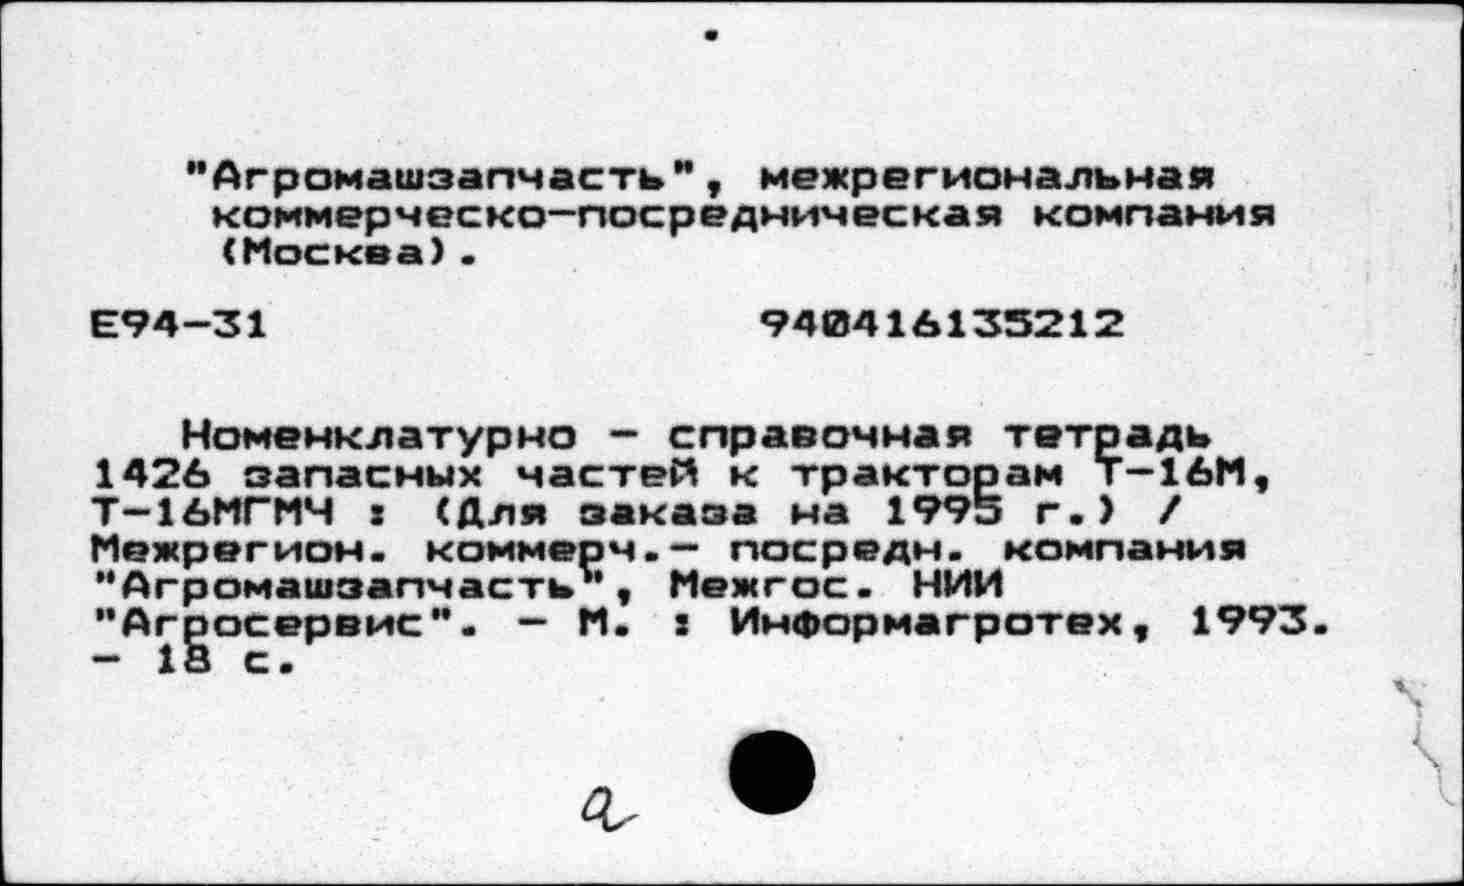 "Агромашзапчасть", межрегиональная
коммерческо-посредническая компания
(Москва).
Е94-31 940416135212
Номенклатурно - справочная тетрадь
1426 запасных частей к тракторам Т-16М,
Т-16МГМЧ : (Для заказа на 1995 г.) /
Межрегион. коммерч.- посредн. компания
"Агромашзапчасть", Межгос. НИИ
"Агросервис". - М. : Информагротех, 1993.
- 18 с.